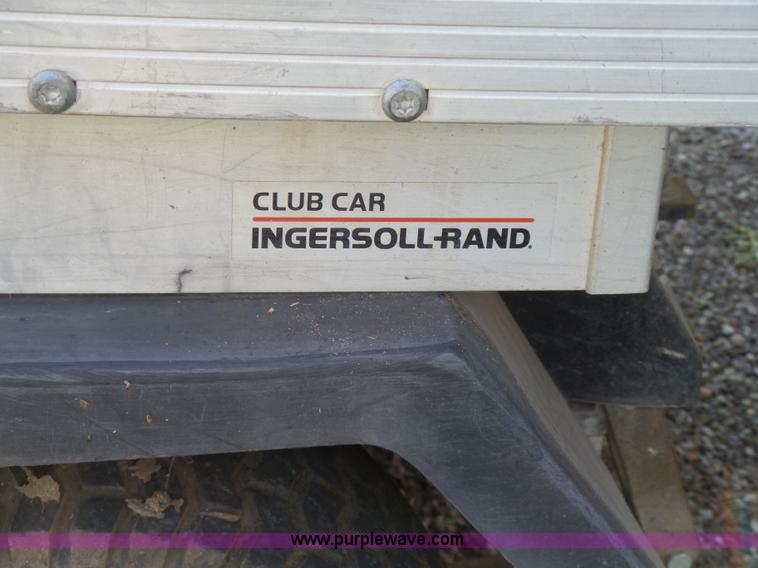 CLUB CAR
INGERSOLL-RAND.
www.purplewave.com